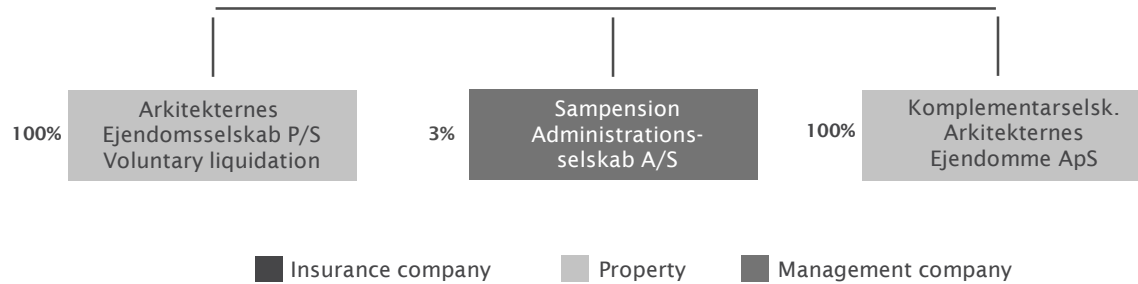 100%
Arkitekternes
Ejendomsselskab P/S
Voluntary liquidation
3%
Sampension
Administrations-
selskab A/S
100%
Komplementarselsk.
Arkitekternes
Ejendomme ApS
Insurance company
Property
Management company